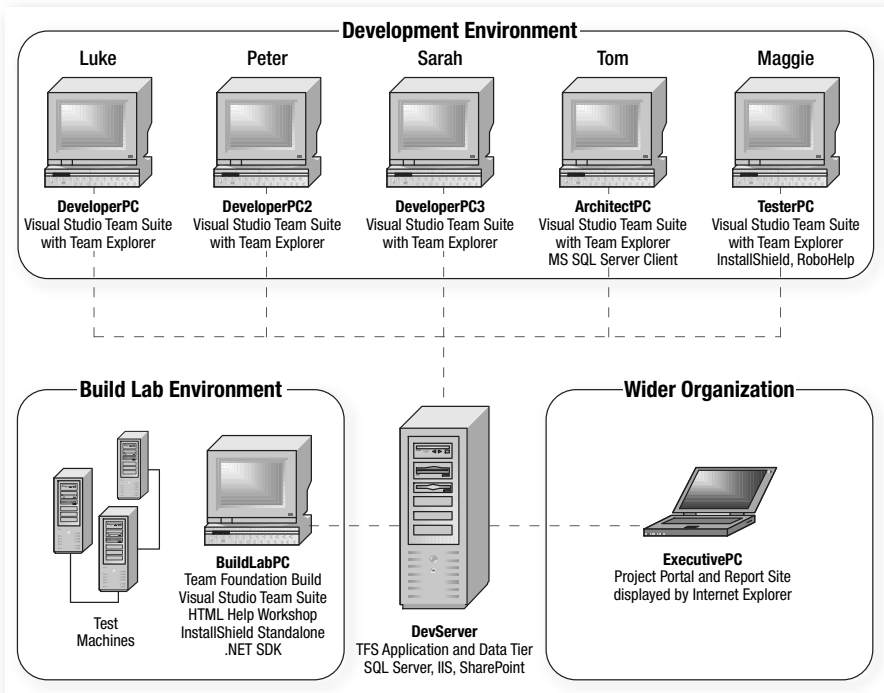 Development Environment
Luke
Peter
Sarah
Tom
Maggie
DeveloperPC
Visual Studio Team Suite
with Team Explorer
DeveloperPC2
Visual Studio Team Suite
with Team Explorer
DeveloperPC3
Visual Studio Team Suite
with Team Explorer
ArchitectPC
Visual Studio Team Suite
with Team Explorer
MS SQL Server Client
TesterPC
Visual Studio Team Suite
with Team Explorer
InstallShield, RoboHelp
Build Lab Environment
Test
Machines
BuildLabPC
Team Foundation Build
Visual Studio Team Suite
HTML Help Workshop
InstallShield Standalone
.NET SDK
DevServer
TFS Application and Data Tier
SQL Server, IIS, SharePoint
Wider Organization
ExecutivePC
Project Portal and Report Site
displayed by Internet Explorer